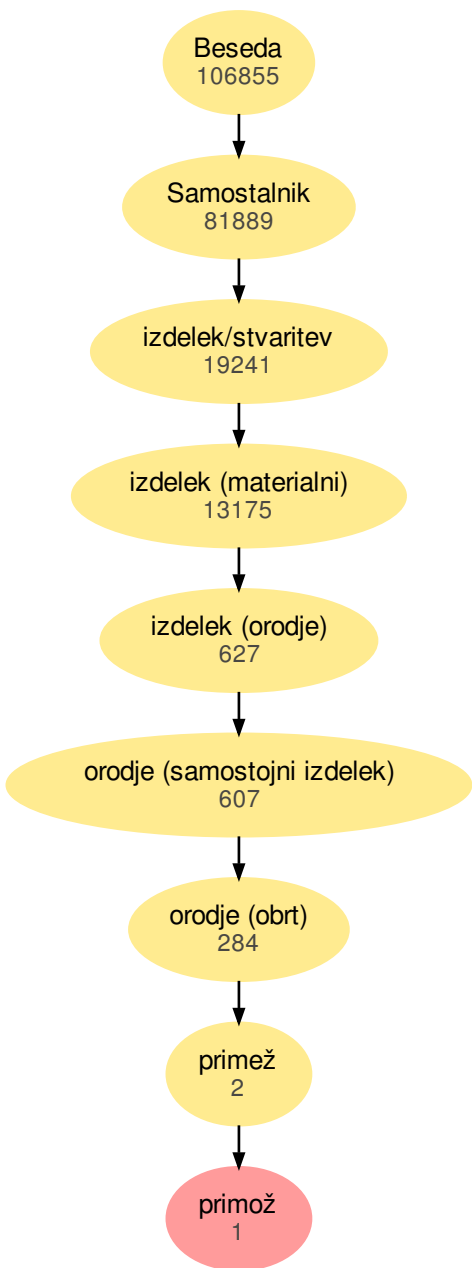 Beseda
106855
Samostalnik
81889
izdelek/stvaritev
19241
izdelek (materialni)
13175
izdelek (orodje)
627
orodje (samostojni izdelek)
607
orodje (obrt)
284
primež
2
primož
1